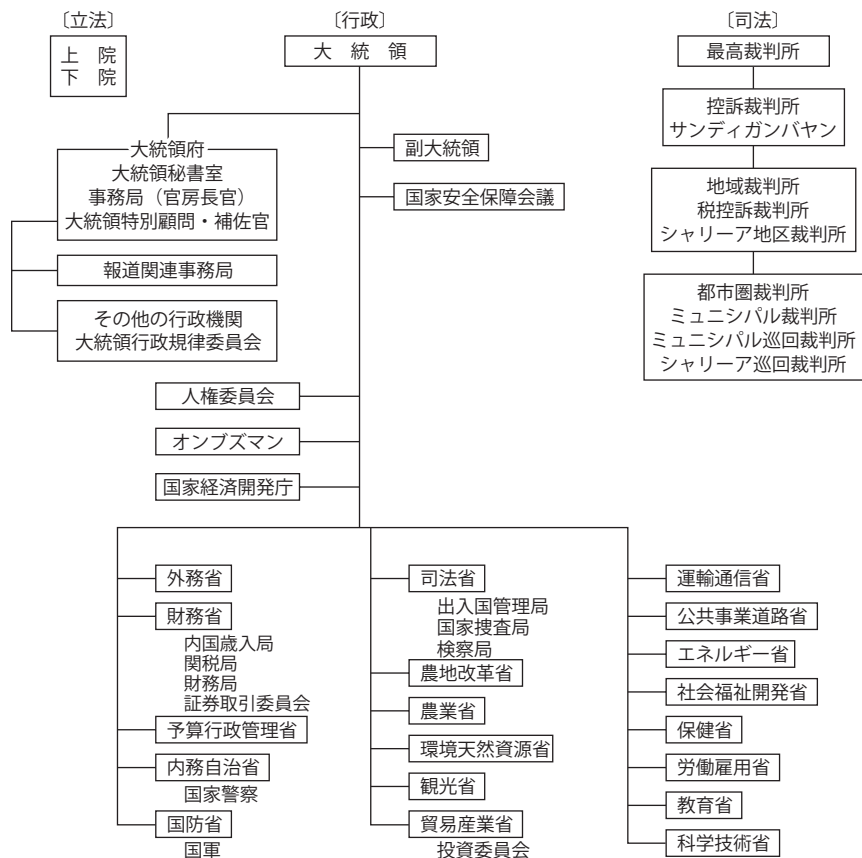 〔立法〕
上　院
下　院
〔行政〕
大　統　領
大統領府
大統領秘書室
事務局（官房長官）
大統領特別顧問・補佐官
報道関連事務局
その他の行政機関
大統領行政規律委員会
副大統領
国家安全保障会議
人権委員会
オンブズマン
国家経済開発庁
外務省
財務省
内国歳入局
関税局
財務局
証券取引委員会
予算行政管理省
内務自治省
国家警察
国防省
国軍
司法省
出入国管理局
国家捜査局
検察局
農地改革省
農業省
環境天然資源省
観光省
貿易産業省
投資委員会
運輸通信省
公共事業道路省
エネルギー省
社会福祉開発省
保健省
労働雇用省
教育省
科学技術省
〔司法〕
最高裁判所
控訴裁判所
サンディガンバヤン
地域裁判所
税控訴裁判所
シャリーア地区裁判所
都市圏裁判所
ミュニシパル裁判所
ミュニシパル巡回裁判所
シャリーア巡回裁判所